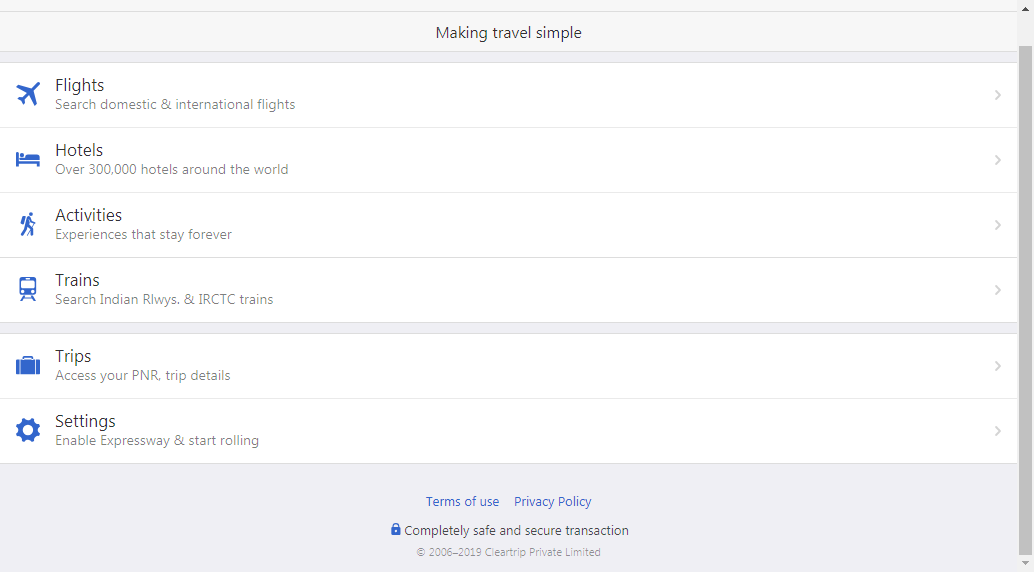 Making travel simple
Flights
Search domestic & international flights
Hotels
Over 300,000 hotels around the world
Activities
Experiences that stay forever
Trains
Search Indian Rlwys. & IRCTC trains
Trips
Access your PNR, trip details
Settings
Enable Expressway & start rolling
Terms of use Privacy Policy
Completely safe and secure transaction
© 2006–2019 Cleartrip Private Limited